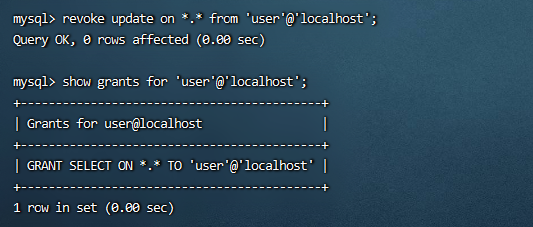 mysql> revoke update on *.* from 'user'@'localhost';
Query OK, 0 rows affected (0.00 sec)
mysql> show grants for 'user'@'localhost';
+-------------------------------------------+
| Grants for user@localhost                 |
+-------------------------------------------+
| GRANT SELECT ON *.* TO 'user'@'localhost' |
+-------------------------------------------+
1 row in set (0.00 sec)